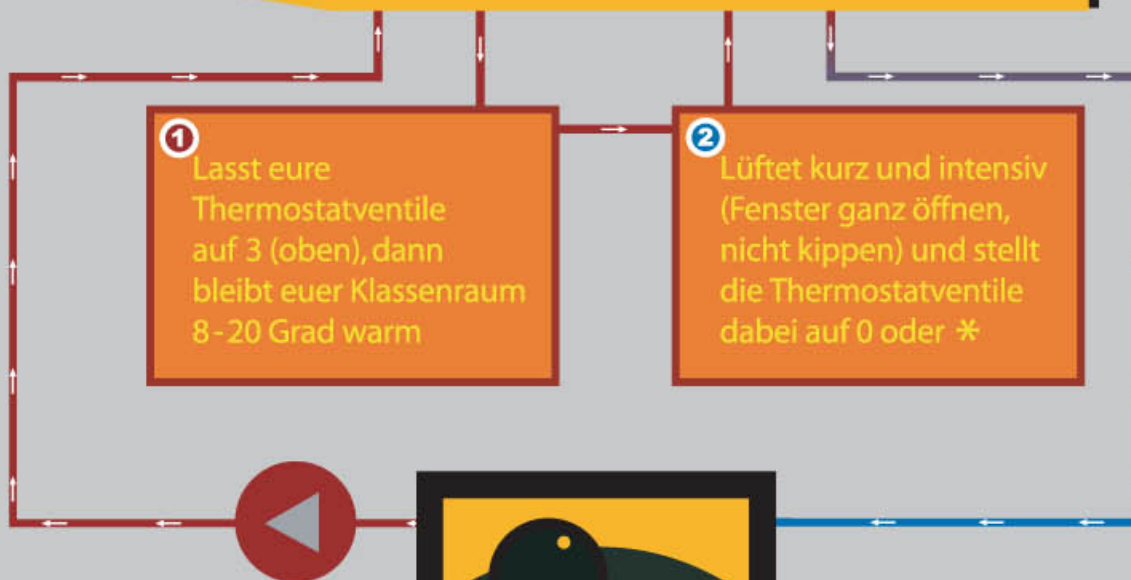 1
Lasst eure
Thermostatventile
auf 3 (oben), dann
bleibt euer Klassenraum
8-20 Grad warm
2
Lüftet kurz und intensiv
(Fenster ganz öffnen,
nicht kippen) und stellt
die Thermostatventile
dabei auf 0 oder *